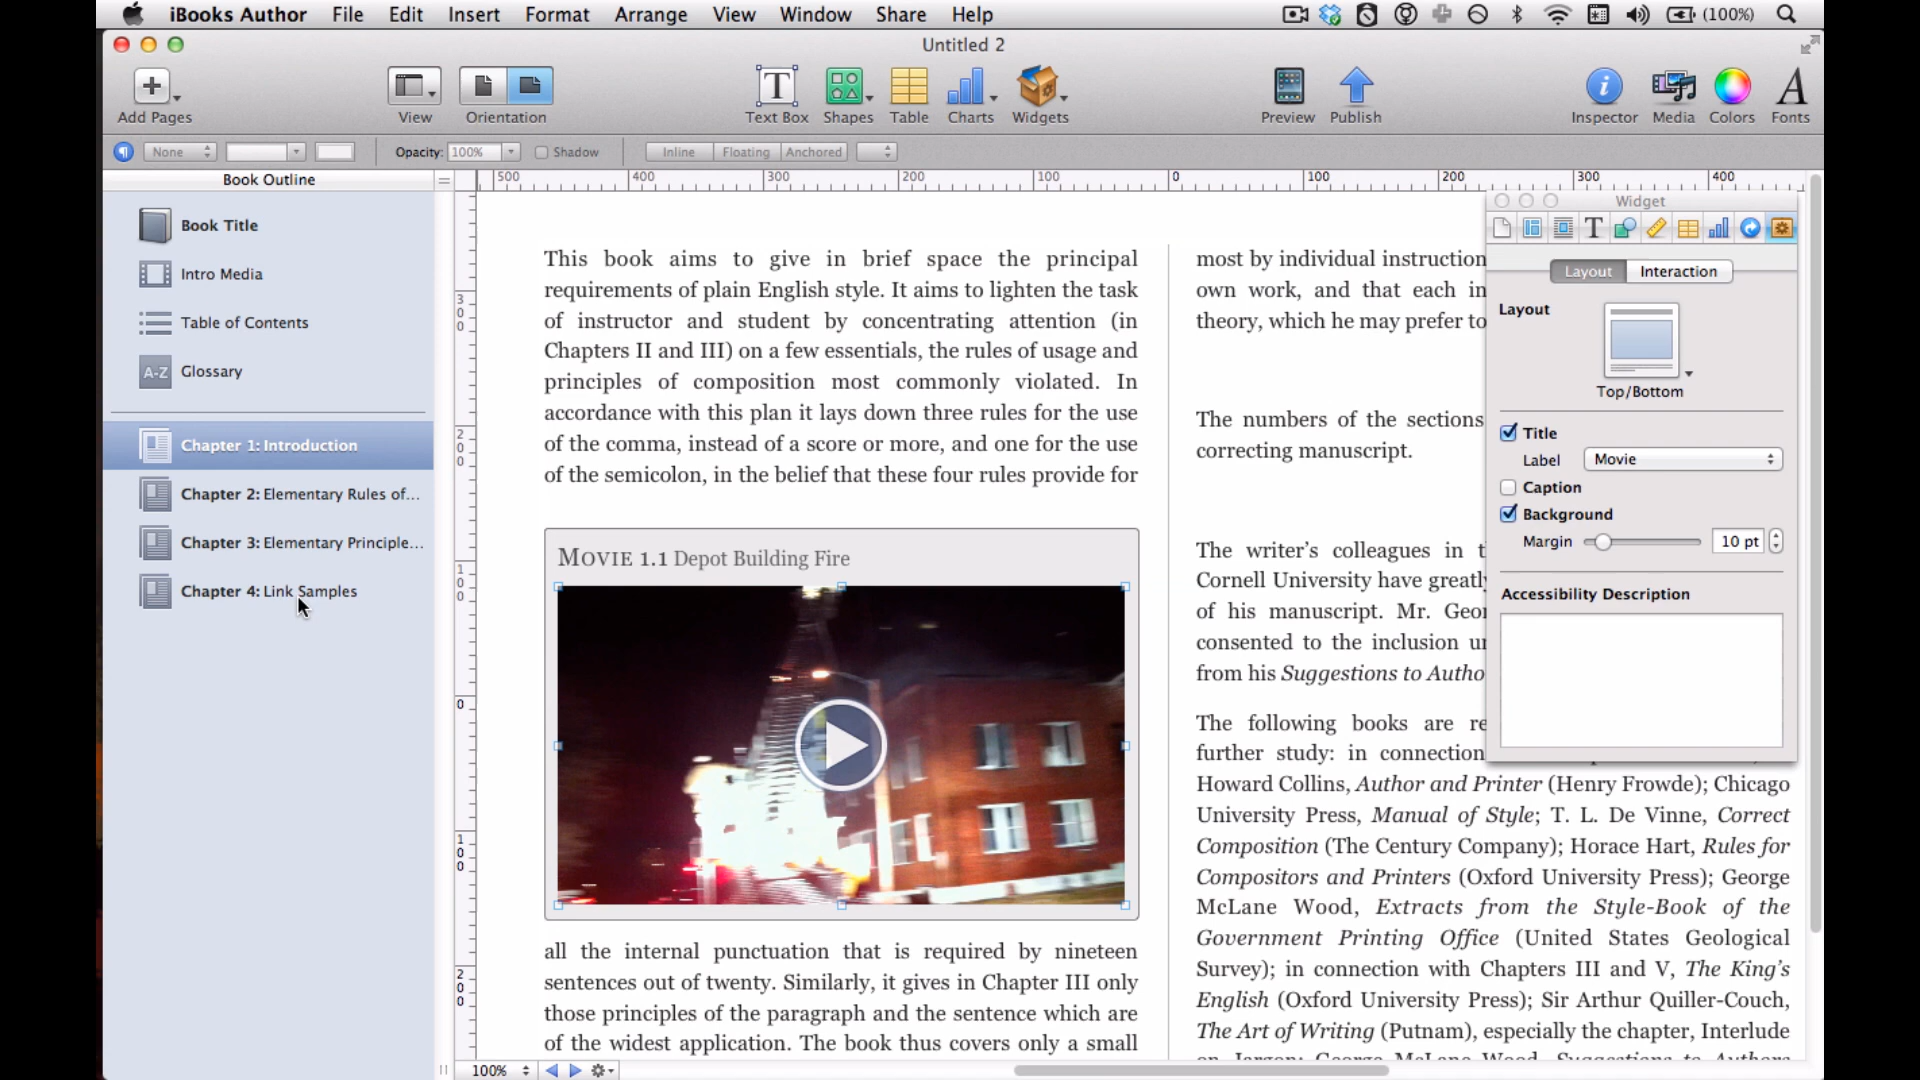 iBooks Author File Edit Insert Format Arrange View Window Share Help (100%)
Untitled 2
Add Pages View Orientation T Text Box Shapes Table Charts Widgets Preview Publish i Inspector Media Colors A Fonts
None Opacity: 100% Shadow Inline Floating Anchored
Book Outline
500 400 300 200 100 0 100 200 300 400
Book Title
Intro Media
Table of Contents
A-Z Glossary
Chapter 1: Introduction
Chapter 2: Elementary Rules of...
Chapter 3: Elementary Principle...
Chapter 4: Link Samples
300
200
100
0
100
200
This book aims to give in brief space the principal
requirements of plain English style. It aims to lighten the task
of instructor and student by concentrating attention (in
Chapters II and III) on a few essentials, the rules of usage and
principles of composition most commonly violated. In
accordance with this plan it lays down three rules for the use
of the comma, instead of a score or more, and one for the use
of the semicolon, in the belief that these four rules provide for
MOVIE 1.1 Depot Building Fire
all the internal punctuation that is required by nineteen
sentences out of twenty. Similarly, it gives in Chapter III only
those principles of the paragraph and the sentence which are
of the widest application. The book thus covers only a small
most by individual instruction
own work, and that each in
theory, which he may prefer to
The numbers of the sections
correcting manuscript.
The writer's colleagues in t
Cornell University have greatly
of his manuscript. Mr. Geor
consented to the inclusion u
from his Suggestions to Autho
The following books are re
further study: in connection
Howard Collins, Author and Printer (Henry Frowde); Chicago
University Press, Manual of Style; T. L. De Vinne, Correct
Composition (The Century Company); Horace Hart, Rules for
Compositors and Printers (Oxford University Press); George
McLane Wood, Extracts from the Style-Book of the
Government Printing Office (United States Geological
Survey); in connection with Chapters III and V, The King's
English (Oxford University Press); Sir Arthur Quiller-Couch,
The Art of Writing (Putnam), especially the chapter, Interlude
on Jargon; George McLane Wood, Suggestions to Authors
Widget
T
Layout Interaction
Layout
Top/Bottom
Title
Label Movie
Caption
Background
Margin 10 pt
Accessibility Description
100%